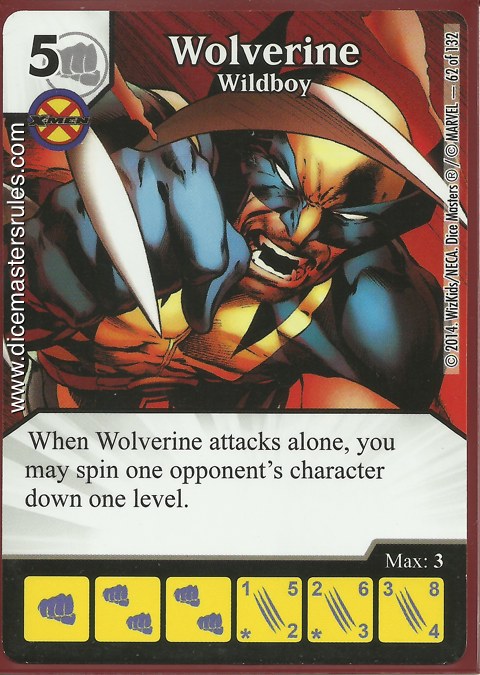 5
Wolverine
Wildboy
X-MEN
www.dicemastersrules.com
© 2014. WizKids/NECA. Dice Masters ® / © MARVEL — 62 of 132
When Wolverine attacks alone, you
may spin one opponent's character
down one level.
Max: 3
1 5 2 6 3 8
* 2 * 3 4